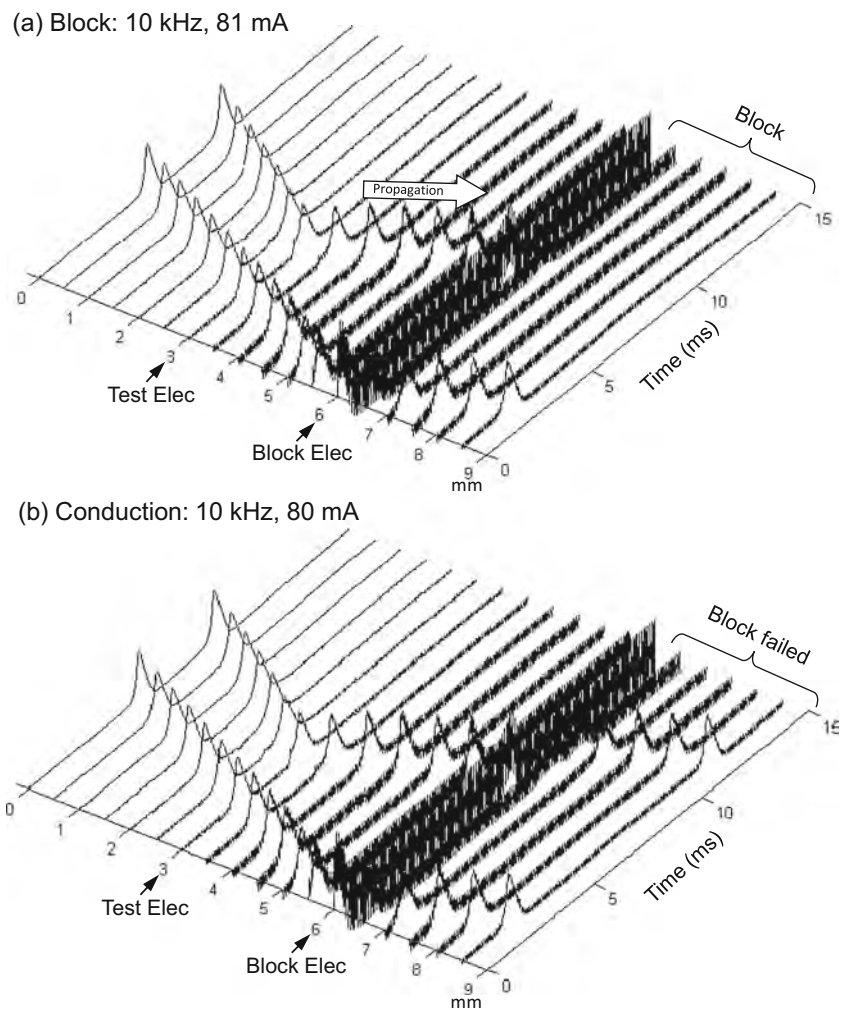 (a) Block: 10 kHz, 81 mA
Block
Propagation
15
10
Time (ms)
5
0
0
1
2
3
4
5
6
7
8
9
Test Elec
Block Elec
mm
(b) Conduction: 10 kHz, 80 mA
Block failed
15
10
Time (ms)
5
0
0
1
2
3
4
5
6
7
8
9
Test Elec
Block Elec
mm